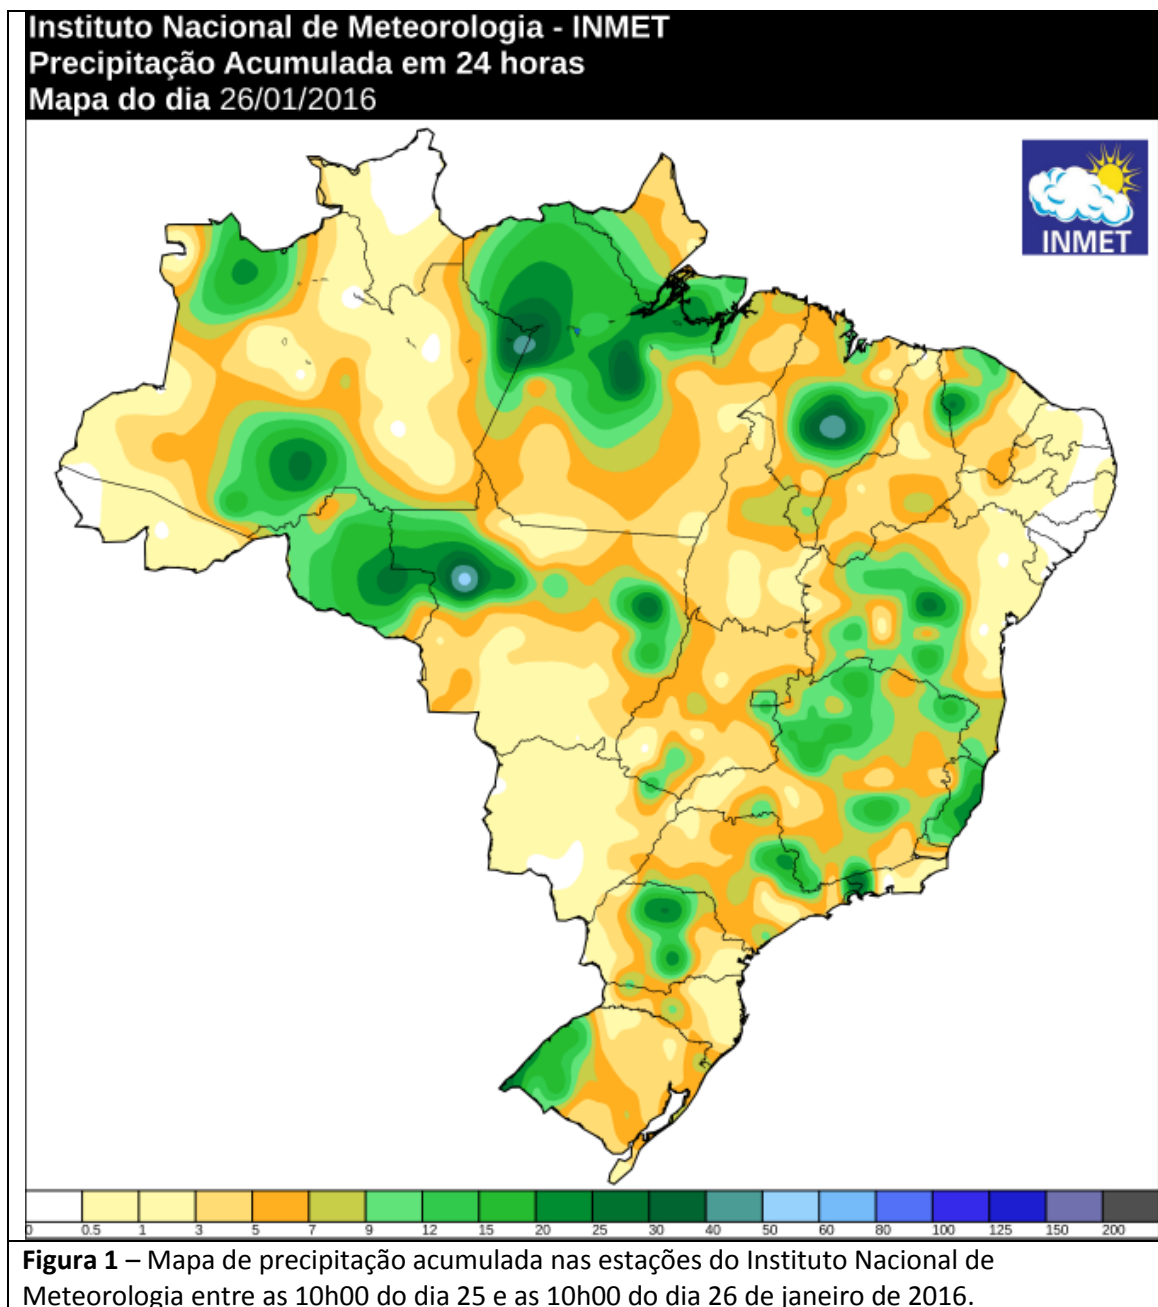 Instituto Nacional de Meteorologia - INMET
Precipitação Acumulada em 24 horas
Mapa do dia 26/01/2016
INMET
0 0.5 1 3 5 7 9 12 15 20 25 30 40 50 60 80 100 125 150 200
Figura 1 – Mapa de precipitação acumulada nas estações do Instituto Nacional de
Meteorologia entre as 10h00 do dia 25 e as 10h00 do dia 26 de janeiro de 2016.